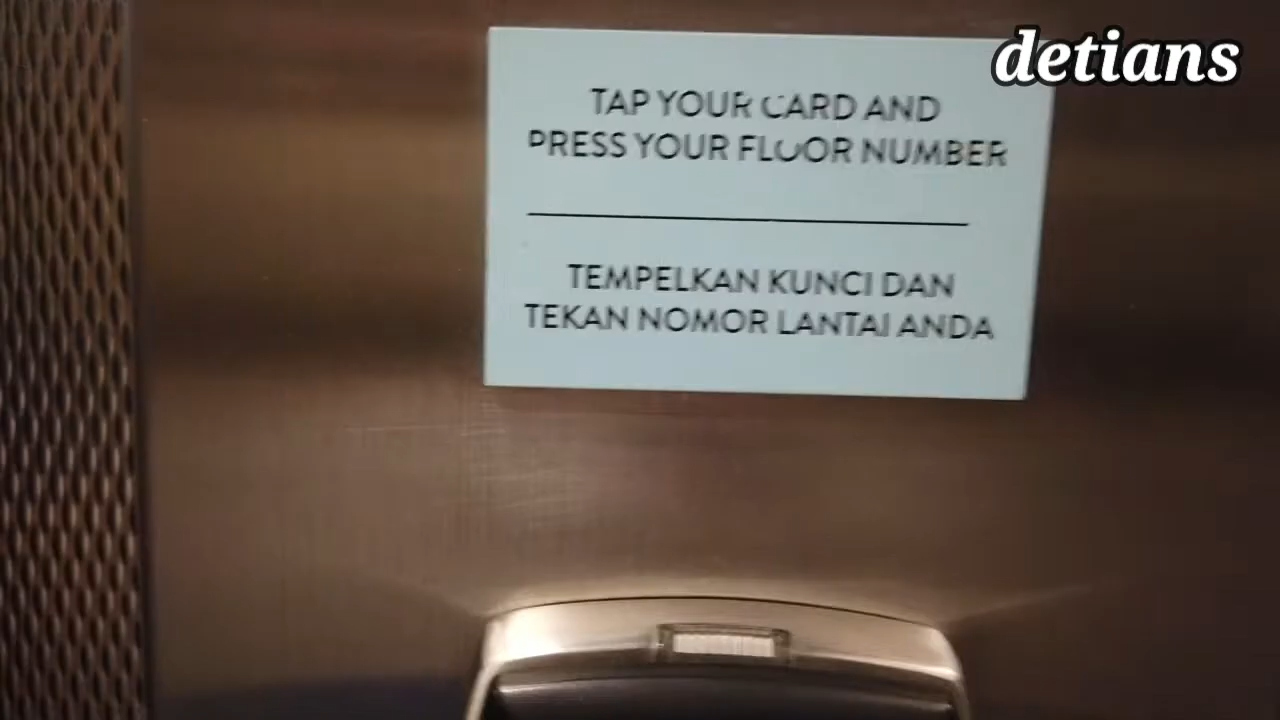 detians
TAP YOUR CARD AND
PRESS YOUR FLOOR NUMBER
TEMPELKAN KUNCI DAN
TEKAN NOMOR LANTAI ANDA